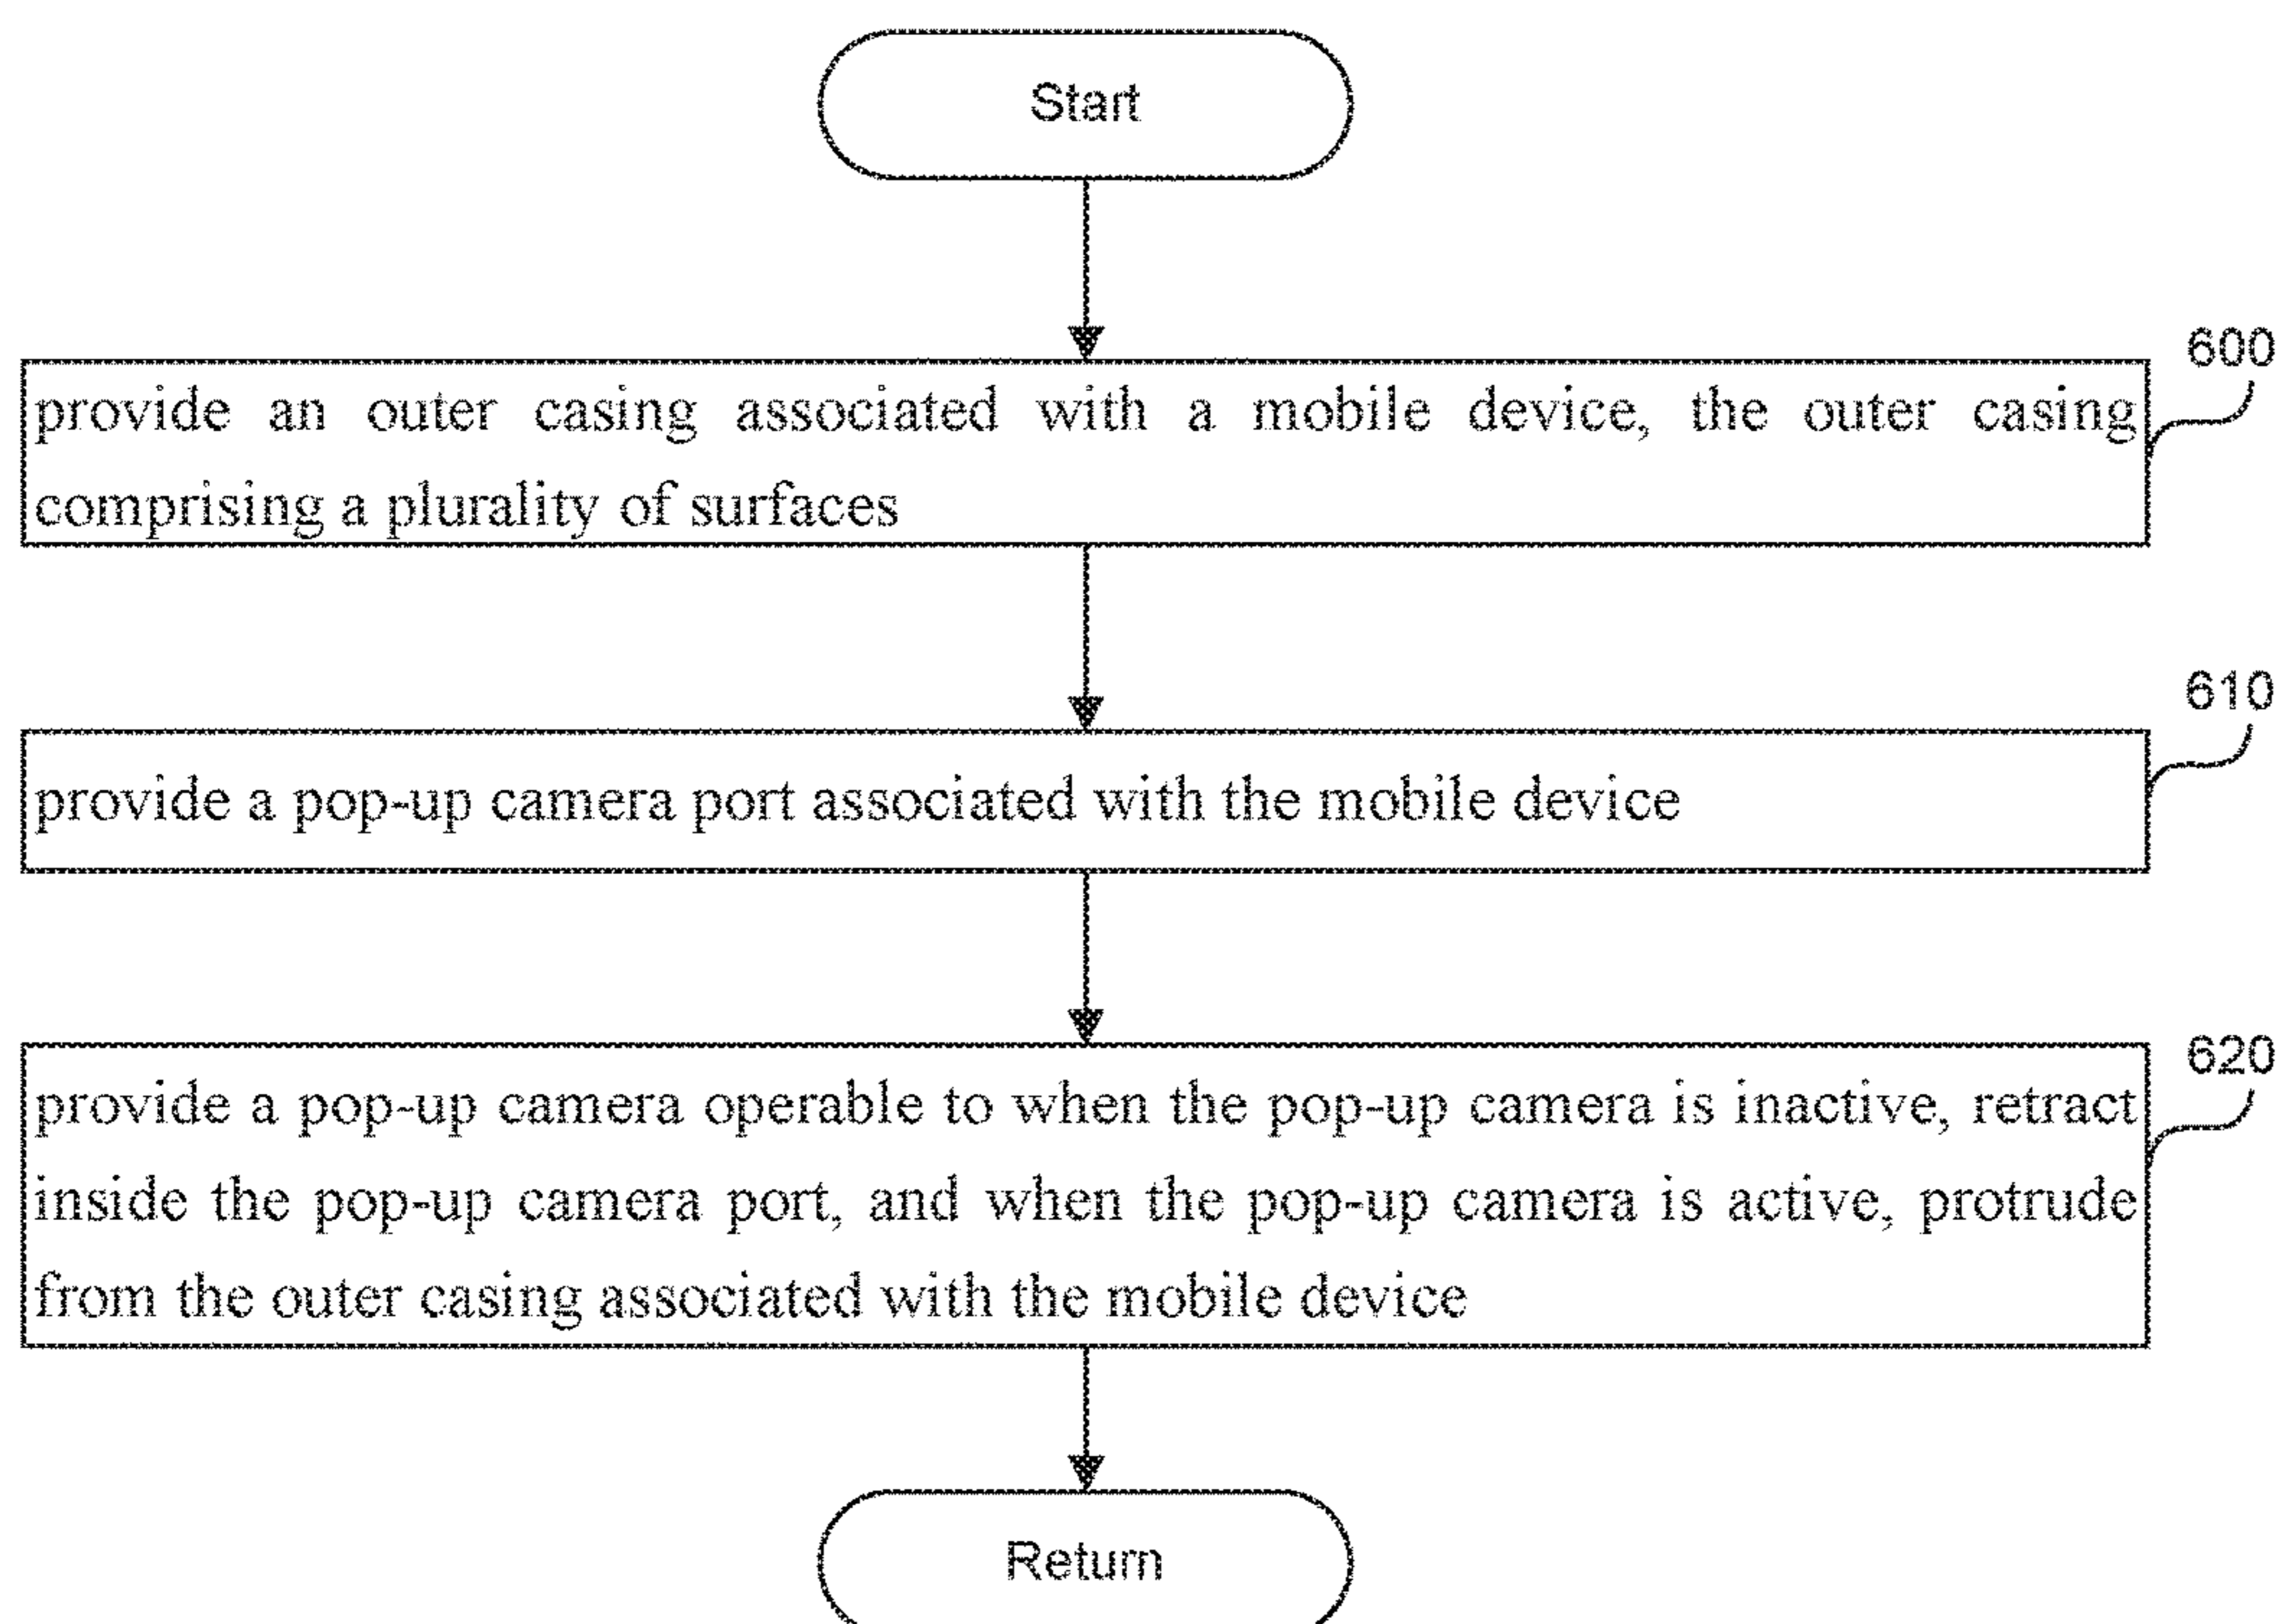 Start
600
provide an outer casing associated with a mobile device, the outer casing
comprising a plurality of surfaces
610
provide a pop-up camera port associated with the mobile device
620
provide a pop-up camera operable to when the pop-up camera is inactive, retract
inside the pop-up camera port, and when the pop-up camera is active, protrude
from the outer casing associated with the mobile device
Return